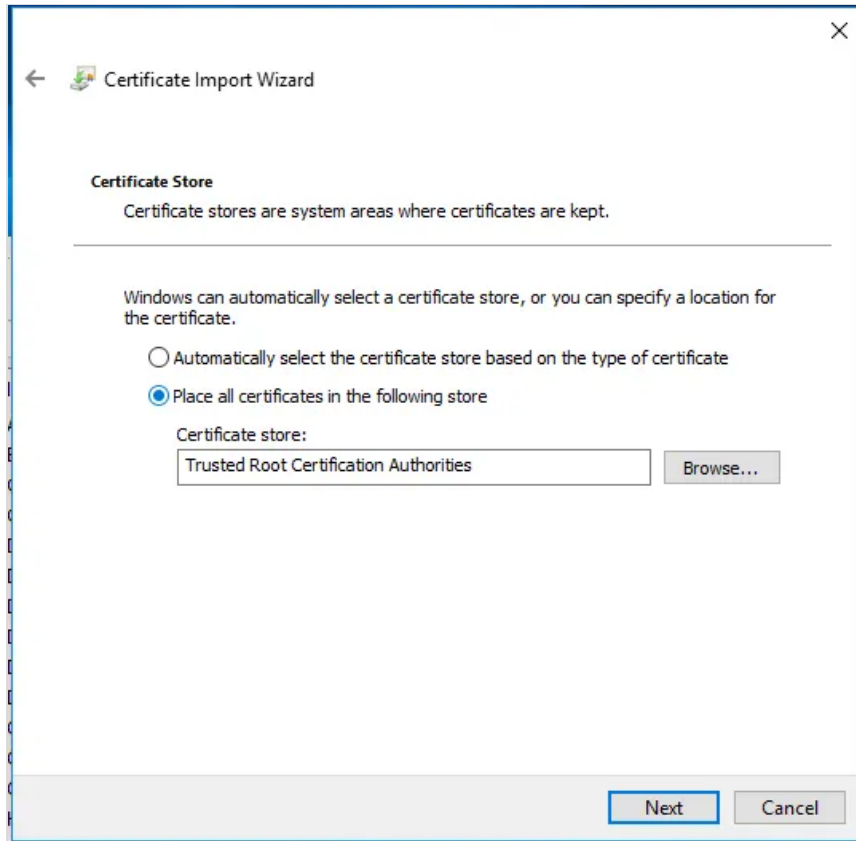 Certificate Import Wizard
Certificate Store
Certificate stores are system areas where certificates are kept.
Windows can automatically select a certificate store, or you can specify a location for
the certificate.
Automatically select the certificate store based on the type of certificate
Place all certificates in the following store
Certificate store:
Trusted Root Certification Authorities
Browse...
Next
Cancel